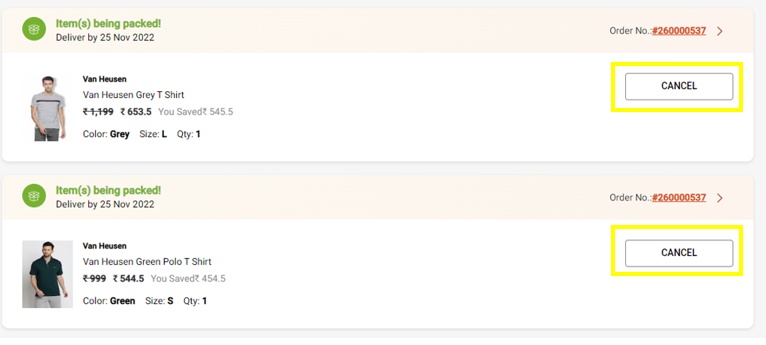 Item(s) being packed!
Deliver by 25 Nov 2022
Order No.:#260000537
Van Heusen
Van Heusen Grey T Shirt
₹ 1,199 ₹ 653.5 You Saved₹ 545.5
Color: Grey Size: L Qty: 1
CANCEL
Item(s) being packed!
Deliver by 25 Nov 2022
Order No.:#260000537
Van Heusen
Van Heusen Green Polo T Shirt
₹ 999 ₹ 544.5 You Saved₹ 454.5
Color: Green Size: S Qty: 1
CANCEL